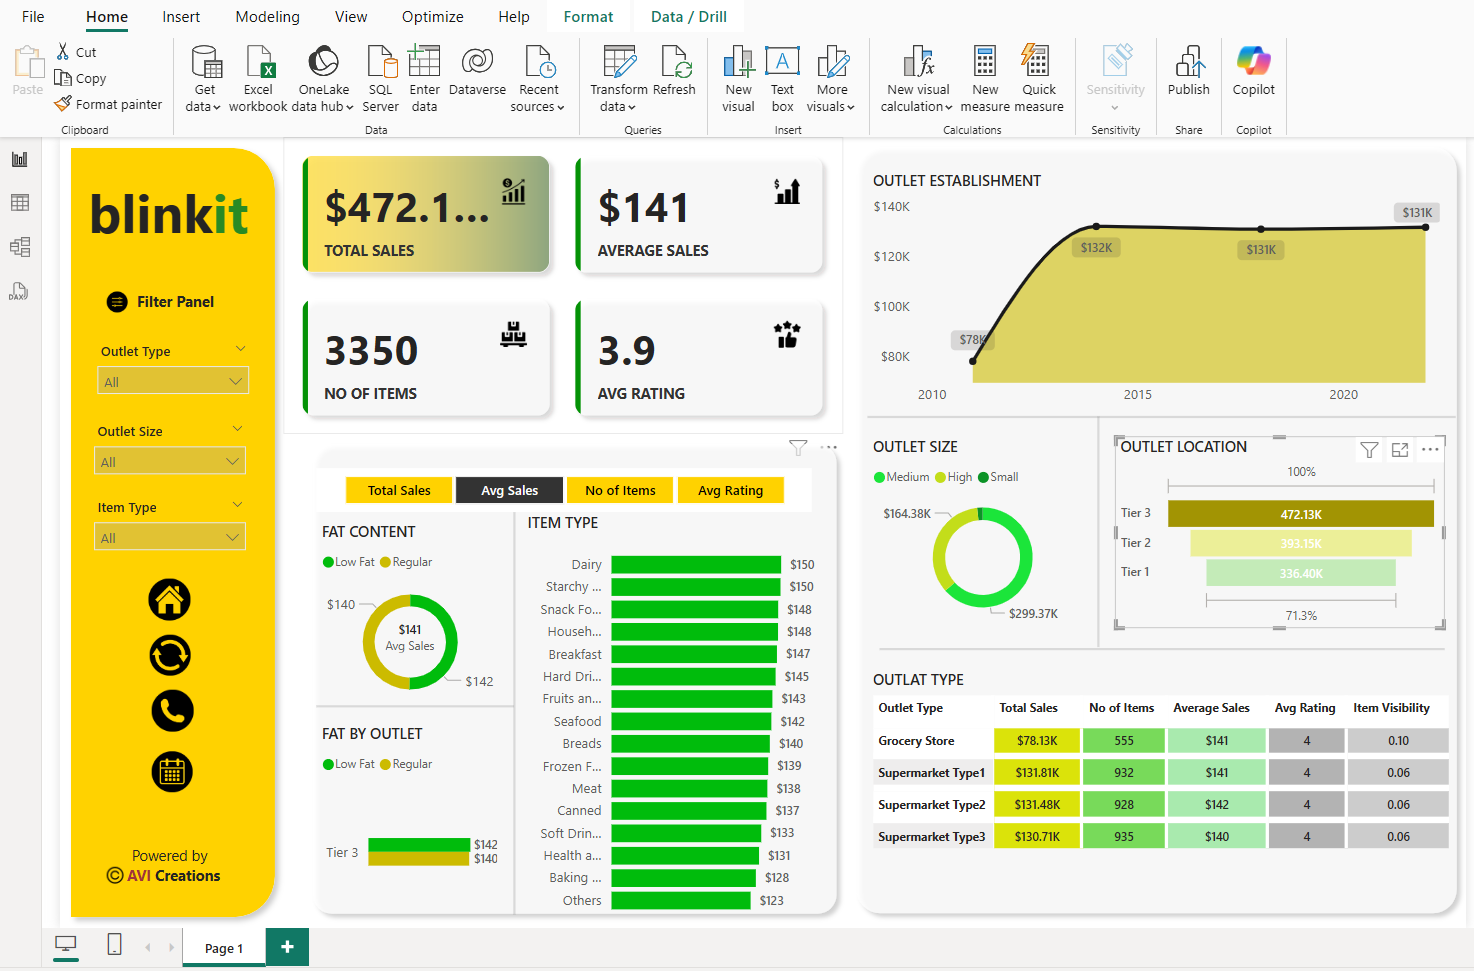 File Home Insert Modeling View Optimize Help Format Data / Drill
Paste
Cut
Copy
Format painter
Clipboard
Get data
Excel workbook
OneLake data hub
SQL Server
Enter data
Dataverse
Recent sources
Data
Transform data
Refresh
Queries
New visual
Text box
More visuals
Insert
New visual calculation
New measure
Quick measure
Calculations
Sensitivity
Sensitivity
Publish
Share
Copilot
Copilot
DAX
blinkit
Filter Panel
Outlet Type
All
Outlet Size
All
Item Type
All
Powered by
© AVI Creations
$472.1...
TOTAL SALES
$141
AVERAGE SALES
3350
NO OF ITEMS
3.9
AVG RATING
Total Sales Avg Sales No of Items Avg Rating
FAT CONTENT
Low Fat Regular
$140
$141
Avg Sales
$142
FAT BY OUTLET
Low Fat Regular
Tier 3
$142
$140
ITEM TYPE
Dairy $150
Starchy ... $150
Snack Fo... $148
Househ... $148
Breakfast $147
Hard Dri... $145
Fruits an... $143
Seafood $142
Breads $140
Frozen F... $139
Meat $138
Canned $137
Soft Drin... $133
Health a... $131
Baking ... $128
Others $123
OUTLET ESTABLISHMENT
$140K
$120K
$100K
$80K
$78K
$132K
$131K
$131K
2010 2015 2020
OUTLET SIZE
Medium High Small
$164.38K
$299.37K
OUTLET LOCATION
100%
Tier 3 472.13K
Tier 2 393.15K
Tier 1 336.40K
71.3%
OUTLAT TYPE
Outlet Type Total Sales No of Items Average Sales Avg Rating Item Visibility
Grocery Store $78.13K 555 $141 4 0.10
Supermarket Type1 $131.81K 932 $141 4 0.06
Supermarket Type2 $131.48K 928 $142 4 0.06
Supermarket Type3 $130.71K 935 $140 4 0.06
Page 1
+